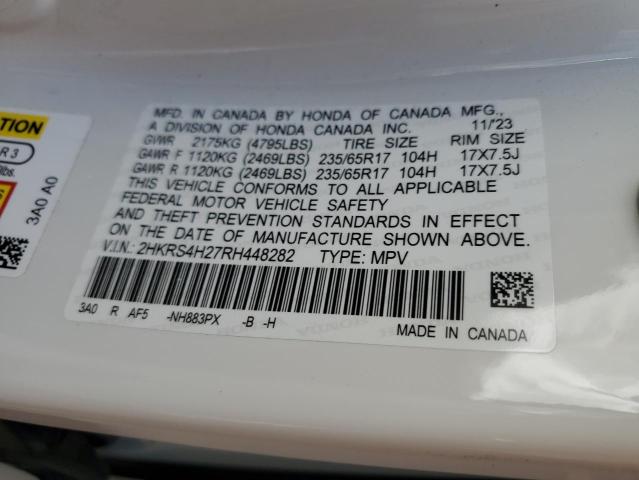 MFD. IN CANADA BY HONDA OF CANADA MFG.,
A DIVISION OF HONDA CANADA INC. 11/23
GVWR 2175KG (4795LBS) TIRE SIZE RIM SIZE
GAWR F 1120KG (2469LBS) 235/65R17 104H 17X7.5J
GAWR R 1120KG (2469LBS) 235/65R17 104H 17X7.5J
THIS VEHICLE CONFORMS TO ALL APPLICABLE
FEDERAL MOTOR VEHICLE SAFETY
AND THEFT PREVENTION STANDARDS IN EFFECT
ON THE DATE OF MANUFACTURE SHOWN ABOVE.
V.I.N.: 2HKRS4H27RH448282 TYPE: MPV
3A0 R AF5 -NH883PX -B -H
MADE IN CANADA
TION
R 3
lbs.
3A0 A0